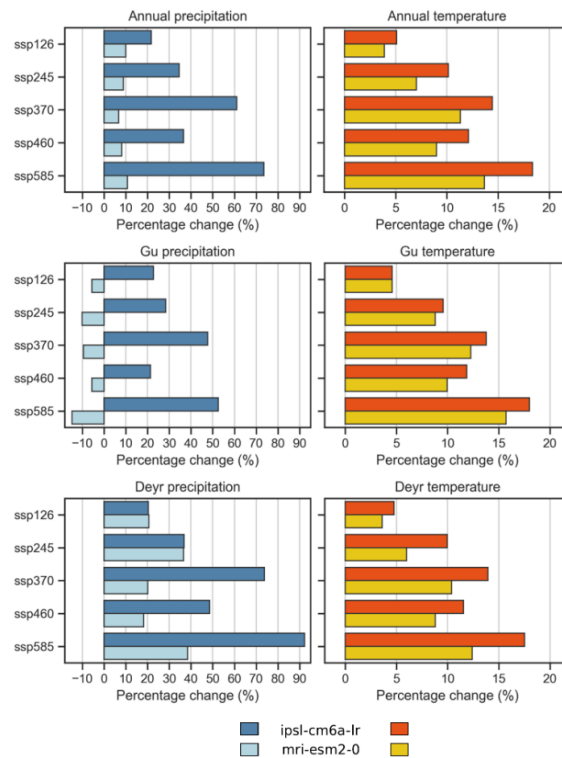 Annual precipitation
Annual temperature
ssp126
ssp245
ssp370
ssp460
ssp585
−10 0 10 20 30 40 50 60 70 80 90
0 5 10 15 20
Percentage change (%)
Percentage change (%)
Gu precipitation
Gu temperature
ssp126
ssp245
ssp370
ssp460
ssp585
−10 0 10 20 30 40 50 60 70 80 90
0 5 10 15 20
Percentage change (%)
Percentage change (%)
Deyr precipitation
Deyr temperature
ssp126
ssp245
ssp370
ssp460
ssp585
−10 0 10 20 30 40 50 60 70 80 90
0 5 10 15 20
Percentage change (%)
Percentage change (%)
ipsl-cm6a-lr
mri-esm2-0